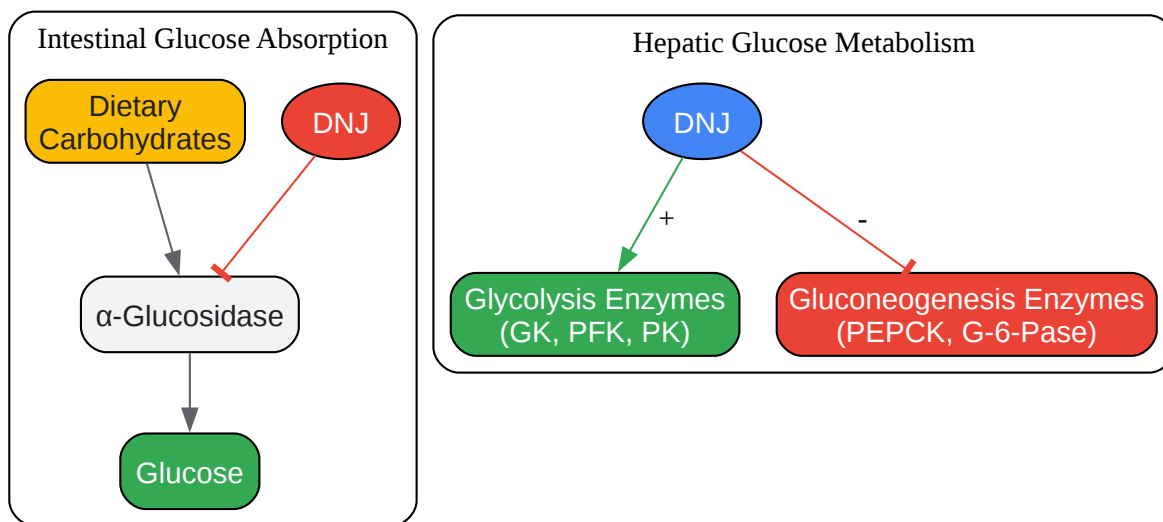 Intestinal Glucose Absorption
Dietary
Carbohydrates
DNJ
α-Glucosidase
Glucose
Hepatic Glucose Metabolism
DNJ
+
-
Glycolysis Enzymes
(GK, PFK, PK)
Gluconeogenesis Enzymes
(PEPCK, G-6-Pase)